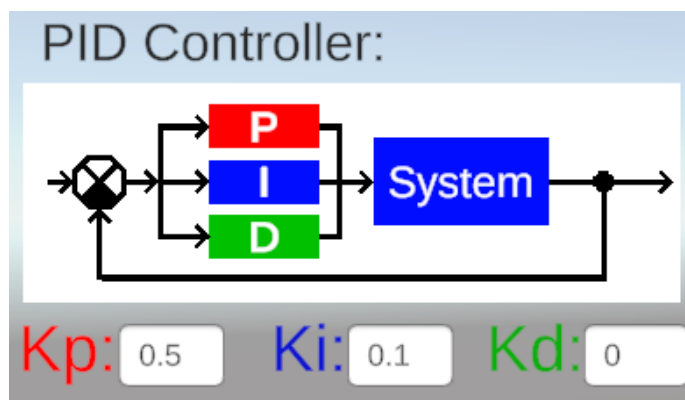 PID Controller:
P
I
System
D
Kp: 0.5 Ki: 0.1 Kd: 0